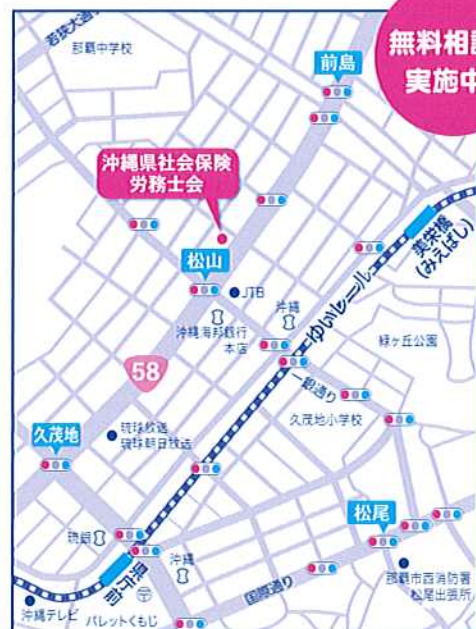 無料相談
実施中
若狭大通り
那覇中学校
前島
沖縄県社会保険
労務士会
松山
JTB
沖縄
沖縄海邦銀行
本店
美栄橋
(みえばし)
ゆいレール
緑ヶ丘公園
一銀通り
久茂地小学校
58
久茂地
琉球放送
琉球朝日放送
琉銀
県庁前
沖縄
松尾
国際通り
那覇市西消防署
松尾出張所
沖縄テレビ
パレットくもじ